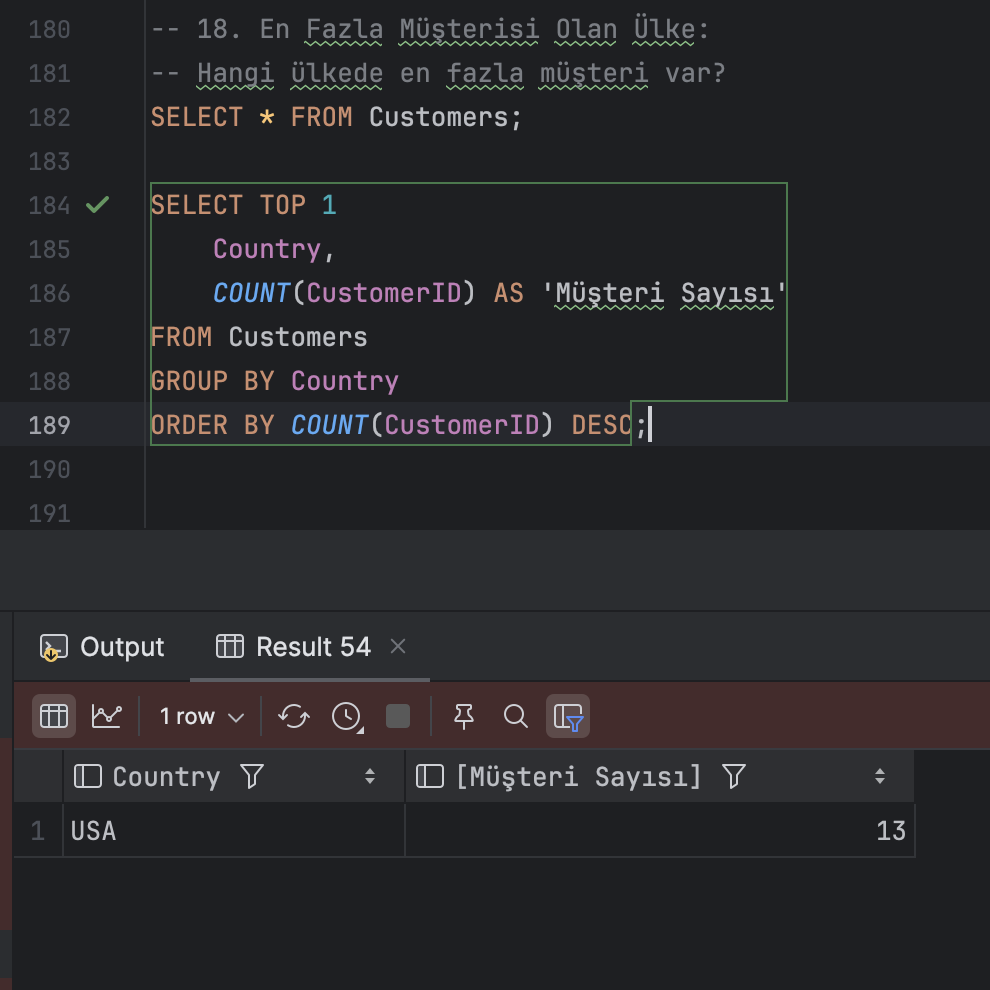 180 -- 18. En Fazla Müşterisi Olan Ülke:
181 -- Hangi ülkede en fazla müşteri var?
182 SELECT * FROM Customers;
183
184 SELECT TOP 1
185 Country,
186 COUNT(CustomerID) AS 'Müşteri Sayısı'
187 FROM Customers
188 GROUP BY Country
189 ORDER BY COUNT(CustomerID) DESC;
190
191
Output Result 54
1 row
Country [Müşteri Sayısı]
1 USA 13